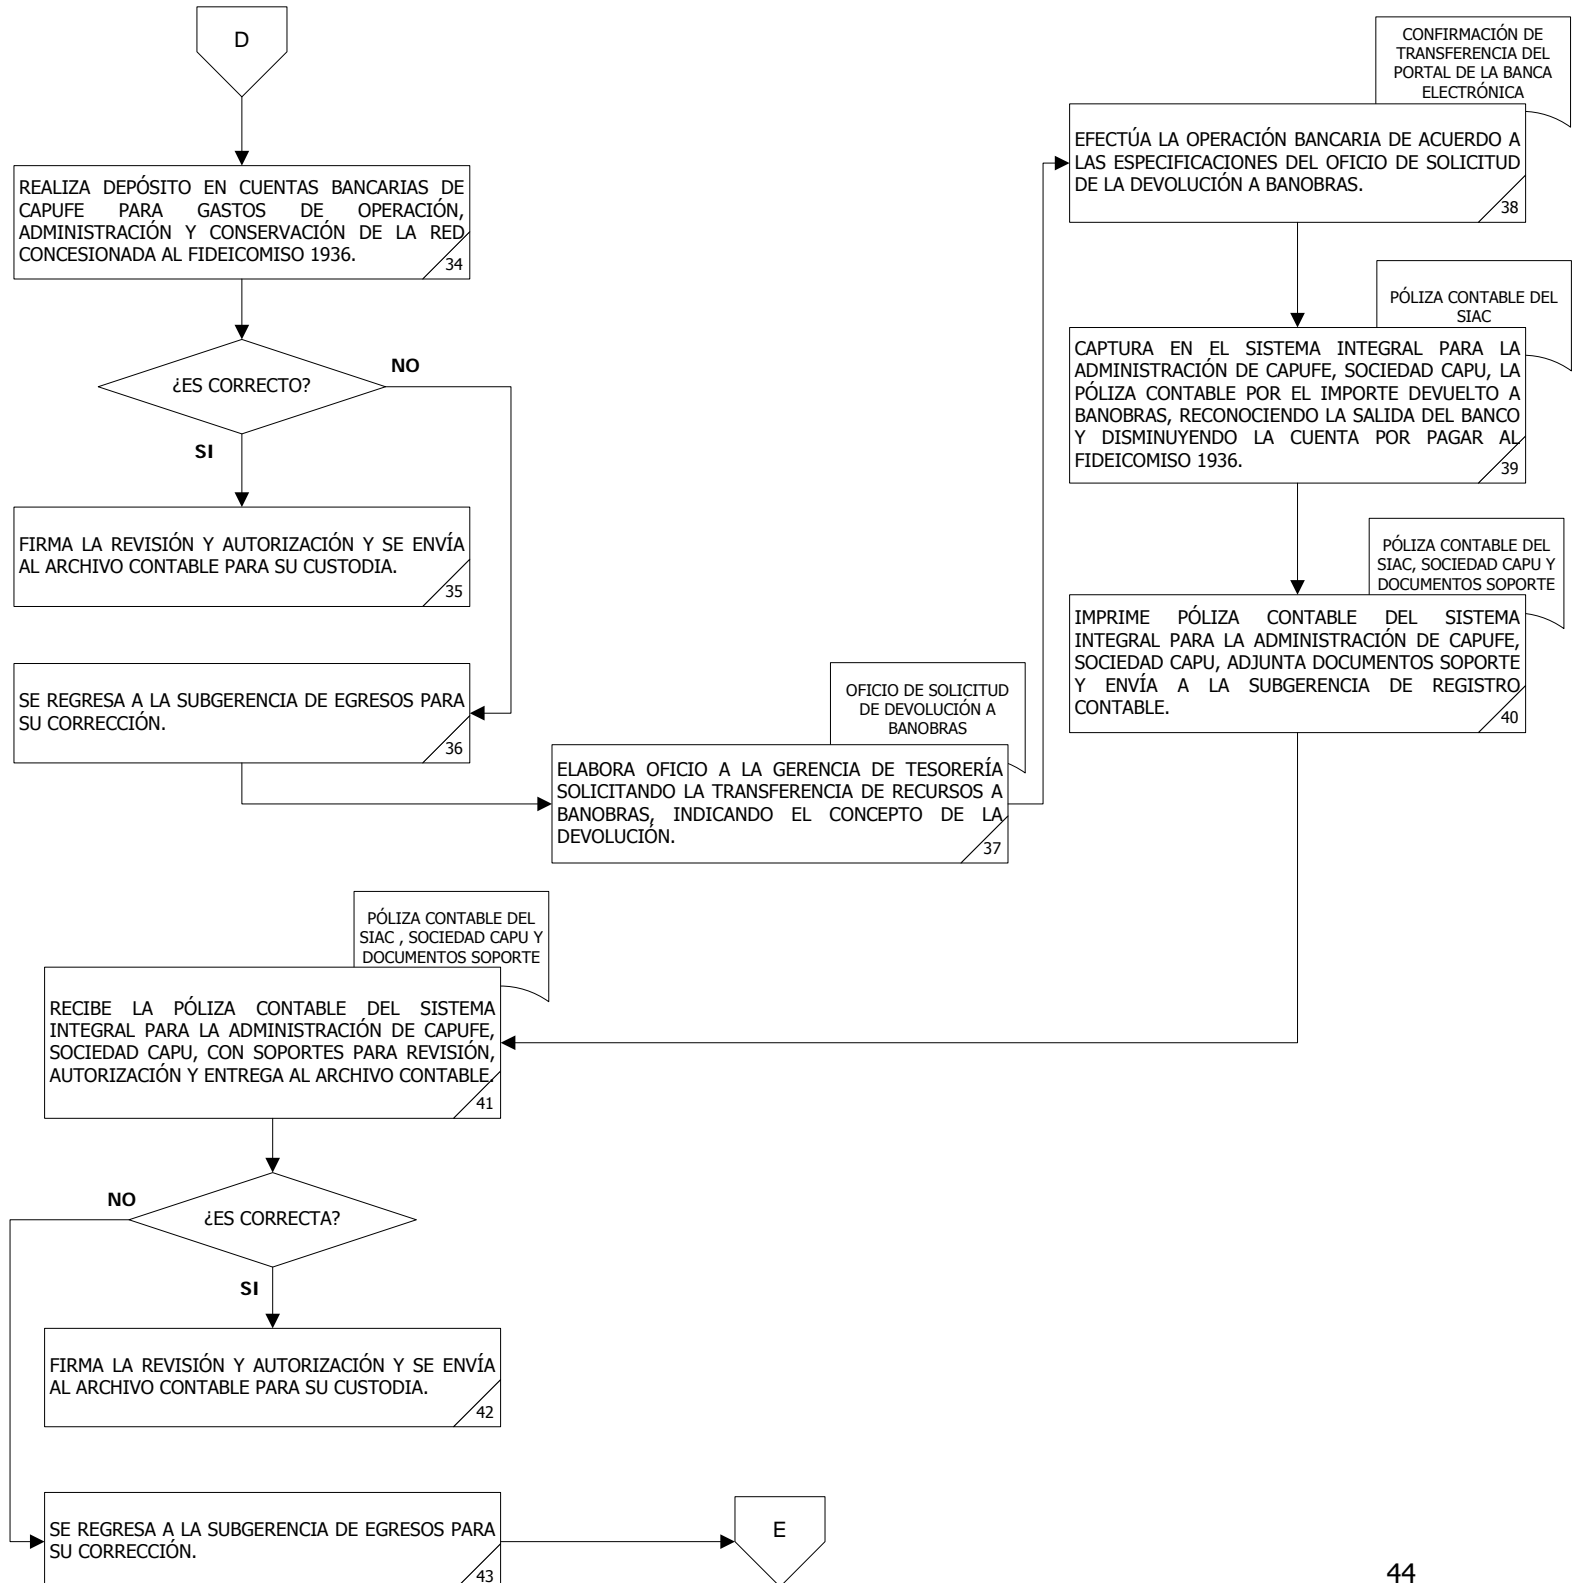 D
REALIZA DEPÓSITO EN CUENTAS BANCARIAS DE
CAPUFE PARA GASTOS DE OPERACIÓN,
ADMINISTRACIÓN Y CONSERVACIÓN DE LA RED
CONCESIONADA AL FIDEICOMISO 1936.
34
¿ES CORRECTO?
NO
SI
FIRMA LA REVISIÓN Y AUTORIZACIÓN Y SE ENVÍA
AL ARCHIVO CONTABLE PARA SU CUSTODIA.
35
SE REGRESA A LA SUBGERENCIA DE EGRESOS PARA
SU CORRECCIÓN.
36
OFICIO DE SOLICITUD
DE DEVOLUCIÓN A
BANOBRAS
ELABORA OFICIO A LA GERENCIA DE TESORERÍA
SOLICITANDO LA TRANSFERENCIA DE RECURSOS A
BANOBRAS, INDICANDO EL CONCEPTO DE LA
DEVOLUCIÓN.
37
CONFIRMACIÓN DE
TRANSFERENCIA DEL
PORTAL DE LA BANCA
ELECTRÓNICA
EFECTÚA LA OPERACIÓN BANCARIA DE ACUERDO A
LAS ESPECIFICACIONES DEL OFICIO DE SOLICITUD
DE LA DEVOLUCIÓN A BANOBRAS.
38
PÓLIZA CONTABLE DEL
SIAC
CAPTURA EN EL SISTEMA INTEGRAL PARA LA
ADMINISTRACIÓN DE CAPUFE, SOCIEDAD CAPU, LA
PÓLIZA CONTABLE POR EL IMPORTE DEVUELTO A
BANOBRAS, RECONOCIENDO LA SALIDA DEL BANCO
Y DISMINUYENDO LA CUENTA POR PAGAR AL
FIDEICOMISO 1936.
39
PÓLIZA CONTABLE DEL
SIAC, SOCIEDAD CAPU Y
DOCUMENTOS SOPORTE
IMPRIME PÓLIZA CONTABLE DEL SISTEMA
INTEGRAL PARA LA ADMINISTRACIÓN DE CAPUFE,
SOCIEDAD CAPU, ADJUNTA DOCUMENTOS SOPORTE
Y ENVÍA A LA SUBGERENCIA DE REGISTRO
CONTABLE.
40
PÓLIZA CONTABLE DEL
SIAC , SOCIEDAD CAPU Y
DOCUMENTOS SOPORTE
RECIBE LA PÓLIZA CONTABLE DEL SISTEMA
INTEGRAL PARA LA ADMINISTRACIÓN DE CAPUFE,
SOCIEDAD CAPU, CON SOPORTES PARA REVISIÓN,
AUTORIZACIÓN Y ENTREGA AL ARCHIVO CONTABLE.
41
¿ES CORRECTA?
NO
SI
FIRMA LA REVISIÓN Y AUTORIZACIÓN Y SE ENVÍA
AL ARCHIVO CONTABLE PARA SU CUSTODIA.
42
SE REGRESA A LA SUBGERENCIA DE EGRESOS PARA
SU CORRECCIÓN.
43
E
44